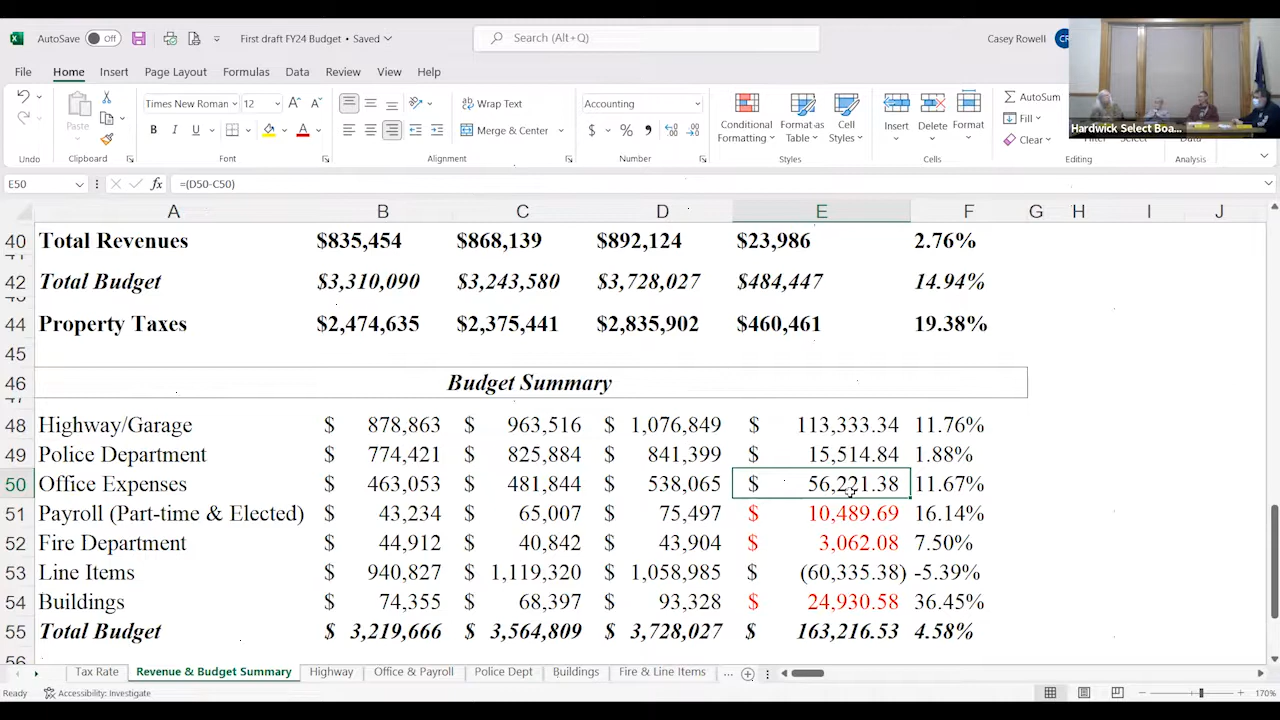 AutoSave Off First draft FY24 Budget • Saved Search (Alt+Q) Casey Rowell CR
File Home Insert Page Layout Formulas Data Review View Help
Hardwick Select Boa...
Times New Roman 12 Wrap Text Accounting AutoSum
Paste B I U Merge & Center $ % Conditional Formatting Format as Table Cell Styles Insert Delete Format Fill Clear
Undo Clipboard Font Alignment Number Styles Cells Editing Analysis
E50 fx =(D50-C50)
A B C D E F G H I J
40 Total Revenues $835,454 $868,139 $892,124 $23,986 2.76%
42 Total Budget $3,310,090 $3,243,580 $3,728,027 $484,447 14.94%
44 Property Taxes $2,474,635 $2,375,441 $2,835,902 $460,461 19.38%
45
46 Budget Summary
48 Highway/Garage $ 878,863 $ 963,516 $ 1,076,849 $ 113,333.34 11.76%
49 Police Department $ 774,421 $ 825,884 $ 841,399 $ 15,514.84 1.88%
50 Office Expenses $ 463,053 $ 481,844 $ 538,065 $ 56,221.38 11.67%
51 Payroll (Part-time & Elected) $ 43,234 $ 65,007 $ 75,497 $ 10,489.69 16.14%
52 Fire Department $ 44,912 $ 40,842 $ 43,904 $ 3,062.08 7.50%
53 Line Items $ 940,827 $ 1,119,320 $ 1,058,985 $ (60,335.38) -5.39%
54 Buildings $ 74,355 $ 68,397 $ 93,328 $ 24,930.58 36.45%
55 Total Budget $ 3,219,666 $ 3,564,809 $ 3,728,027 $ 163,216.53 4.58%
Tax Rate Revenue & Budget Summary Highway Office & Payroll Police Dept Buildings Fire & Line Items ...
Ready Accessibility: Investigate 170%